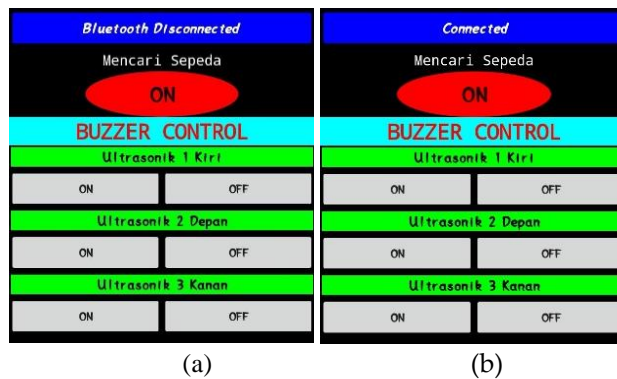 Bluetooth Disconnected
Mencari Sepeda
ON
BUZZER CONTROL
Ultrasonik 1 Kiri
ON OFF
Ultrasonik 2 Depan
ON OFF
Ultrasonik 3 Kanan
ON OFF
(a)
Connected
Mencari Sepeda
ON
BUZZER CONTROL
Ultrasonik 1 Kiri
ON OFF
Ultrasonik 2 Depan
ON OFF
Ultrasonik 3 Kanan
ON OFF
(b)